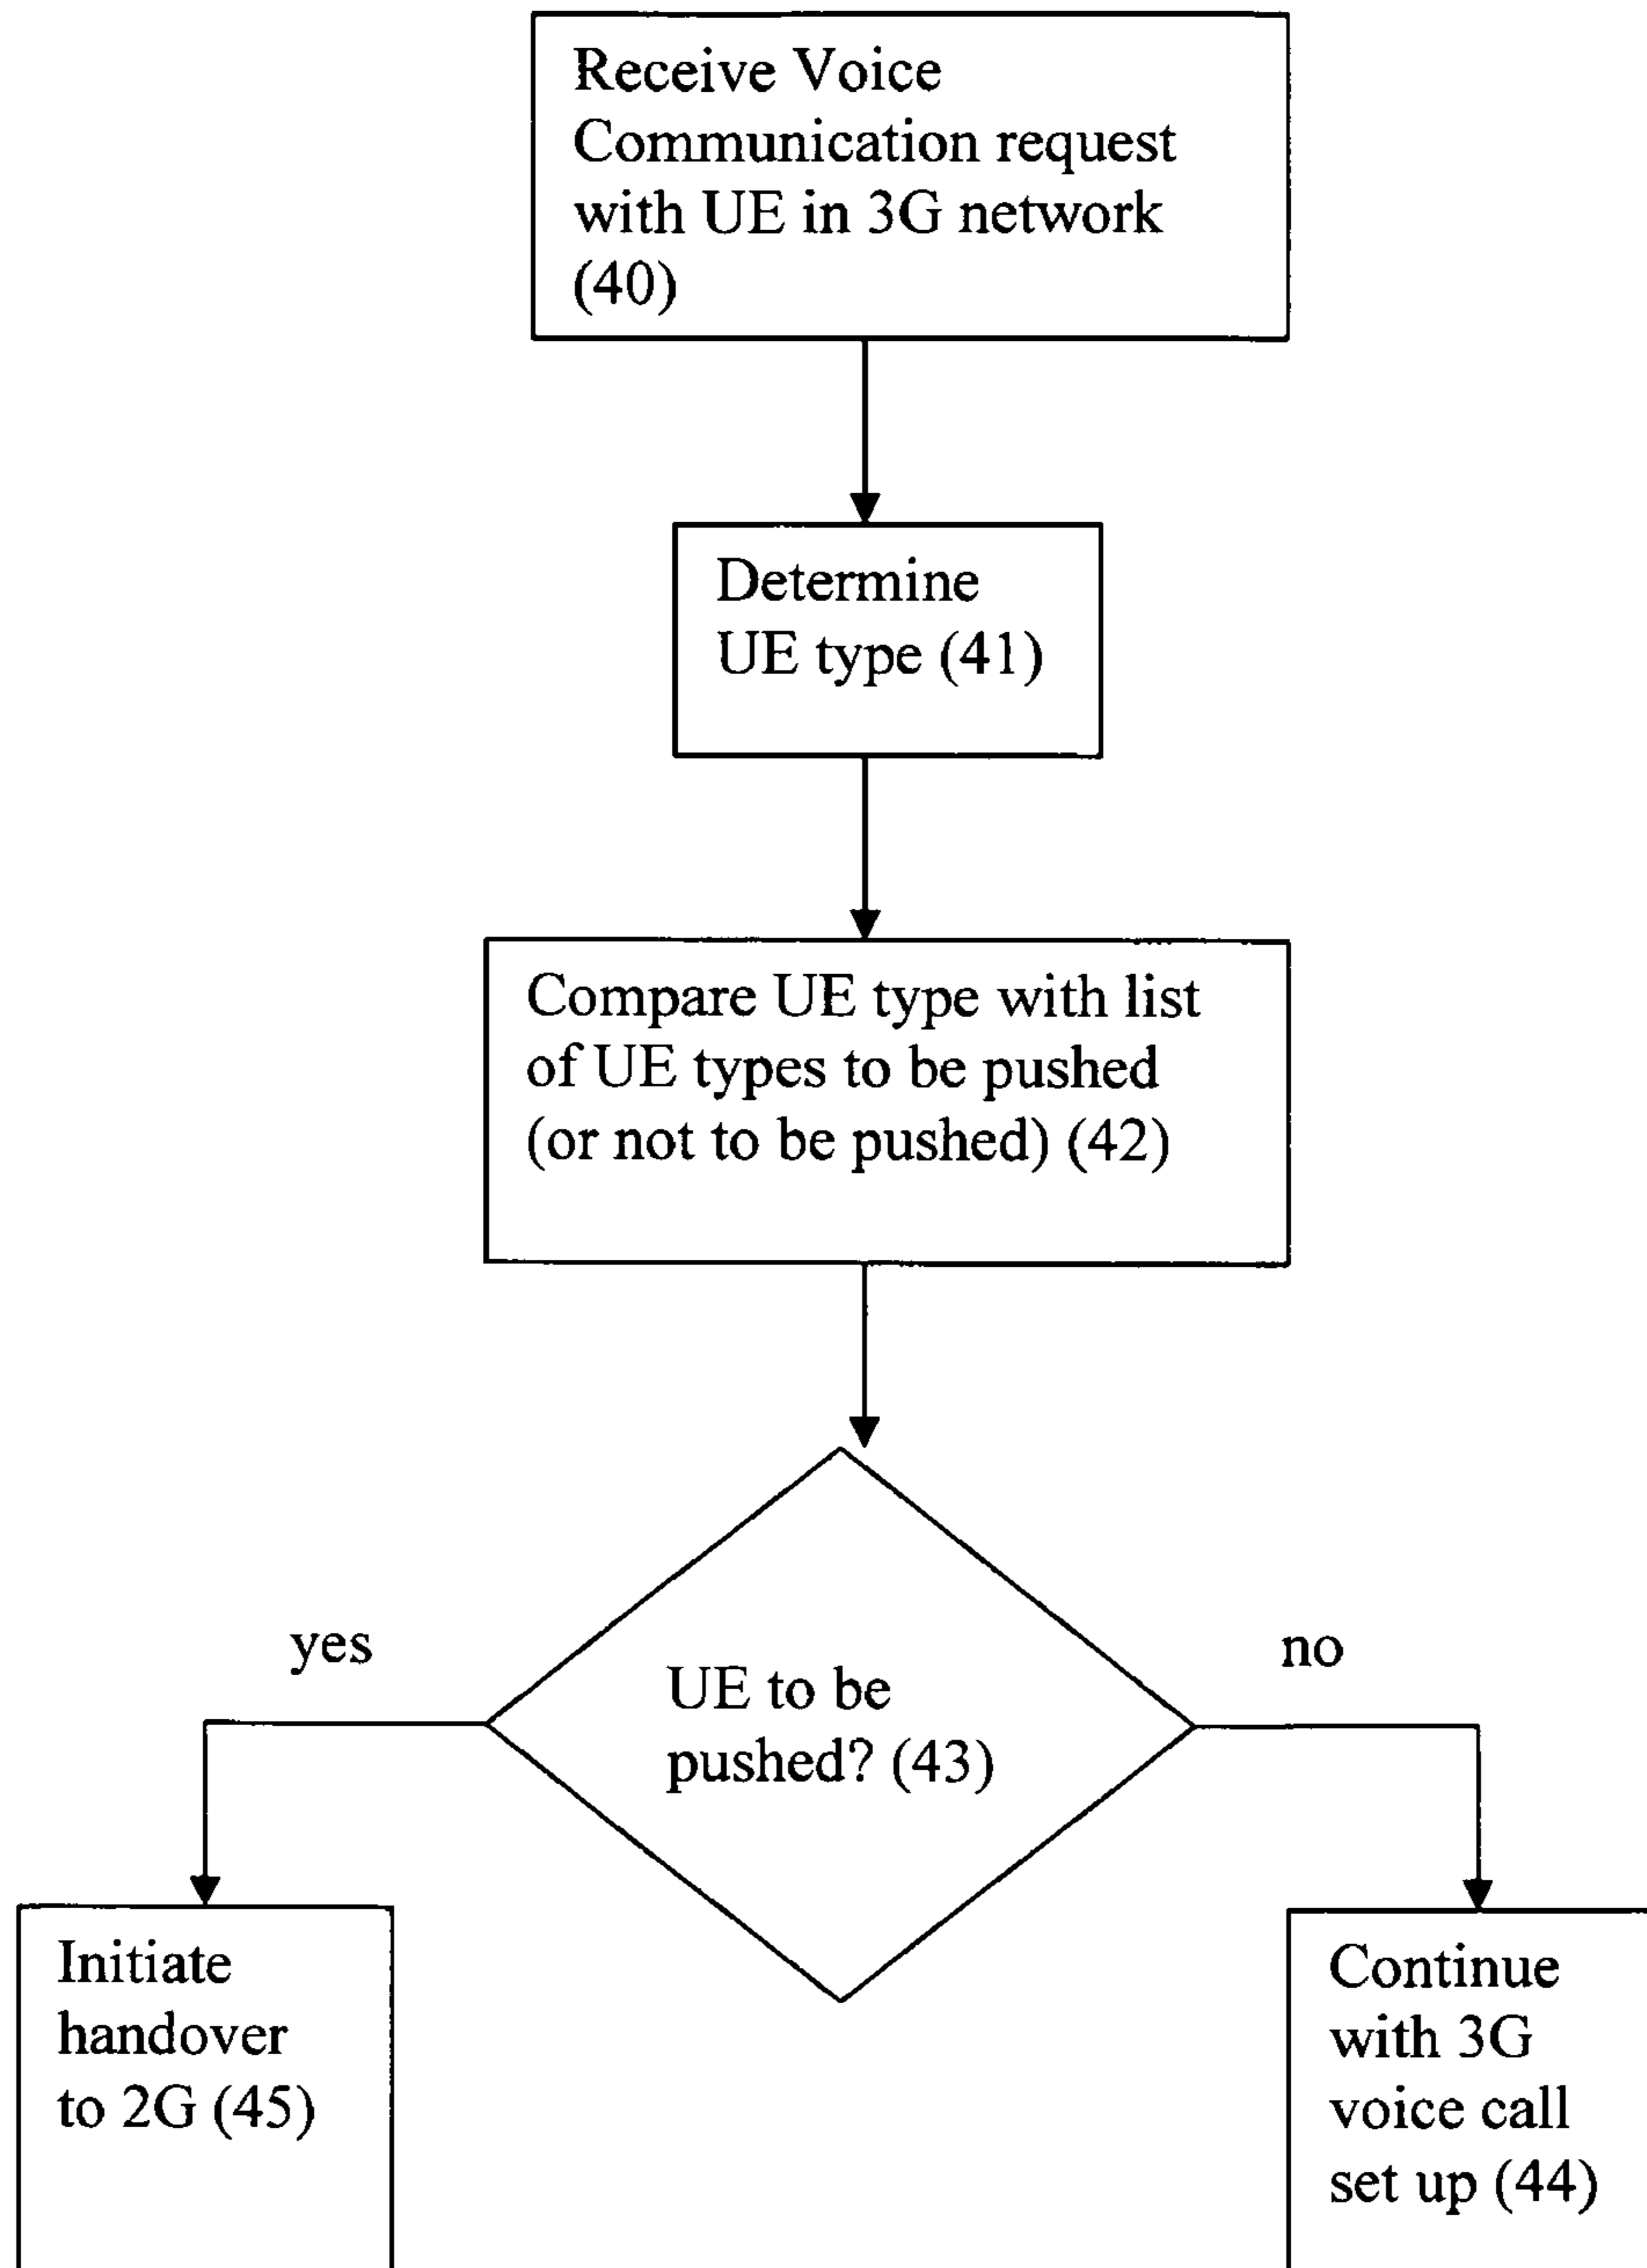 Receive Voice
Communication request
with UE in 3G network
(40)
Determine
UE type (41)
Compare UE type with list
of UE types to be pushed
(or not to be pushed) (42)
yes
no
UE to be
pushed? (43)
Initiate
handover
to 2G (45)
Continue
with 3G
voice call
set up (44)